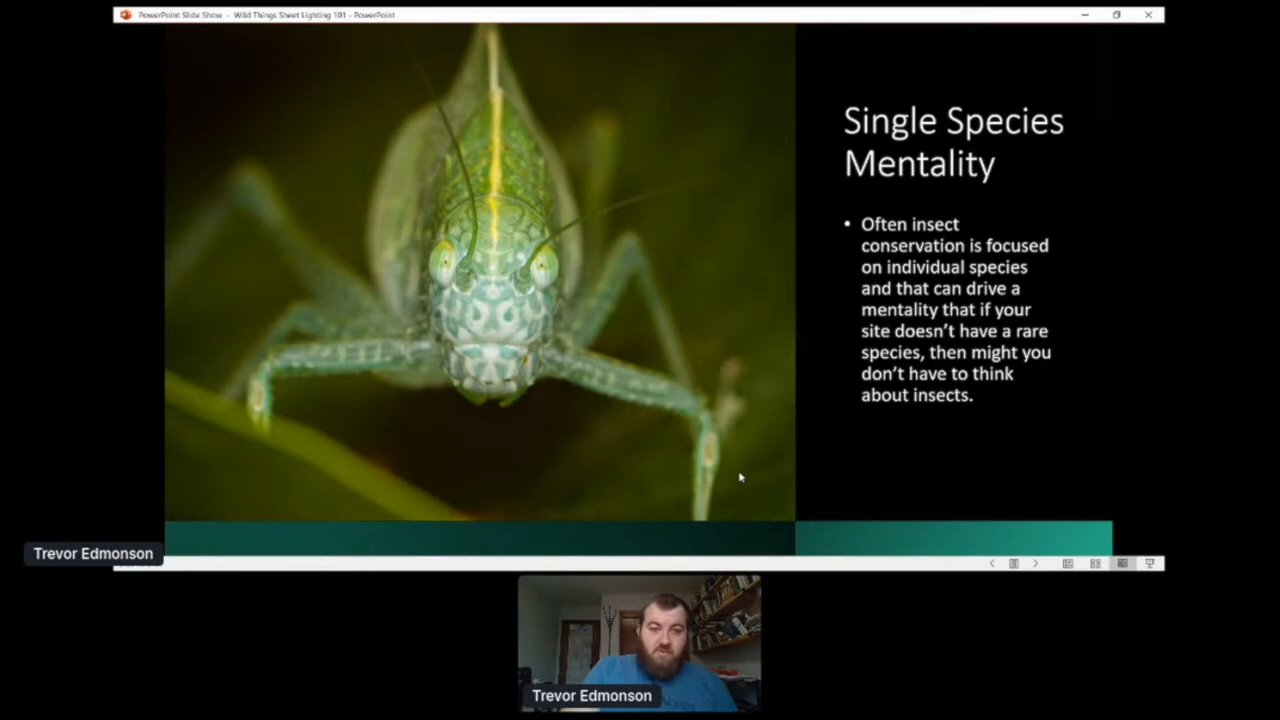 PowerPoint Slide Show - Wild Things Sheet Lighting 101 - PowerPoint
Single Species
Mentality
• Often insect
conservation is focused
on individual species
and that can drive a
mentality that if your
site doesn't have a rare
species, then might you
don't have to think
about insects.
Trevor Edmonson
Trevor Edmonson